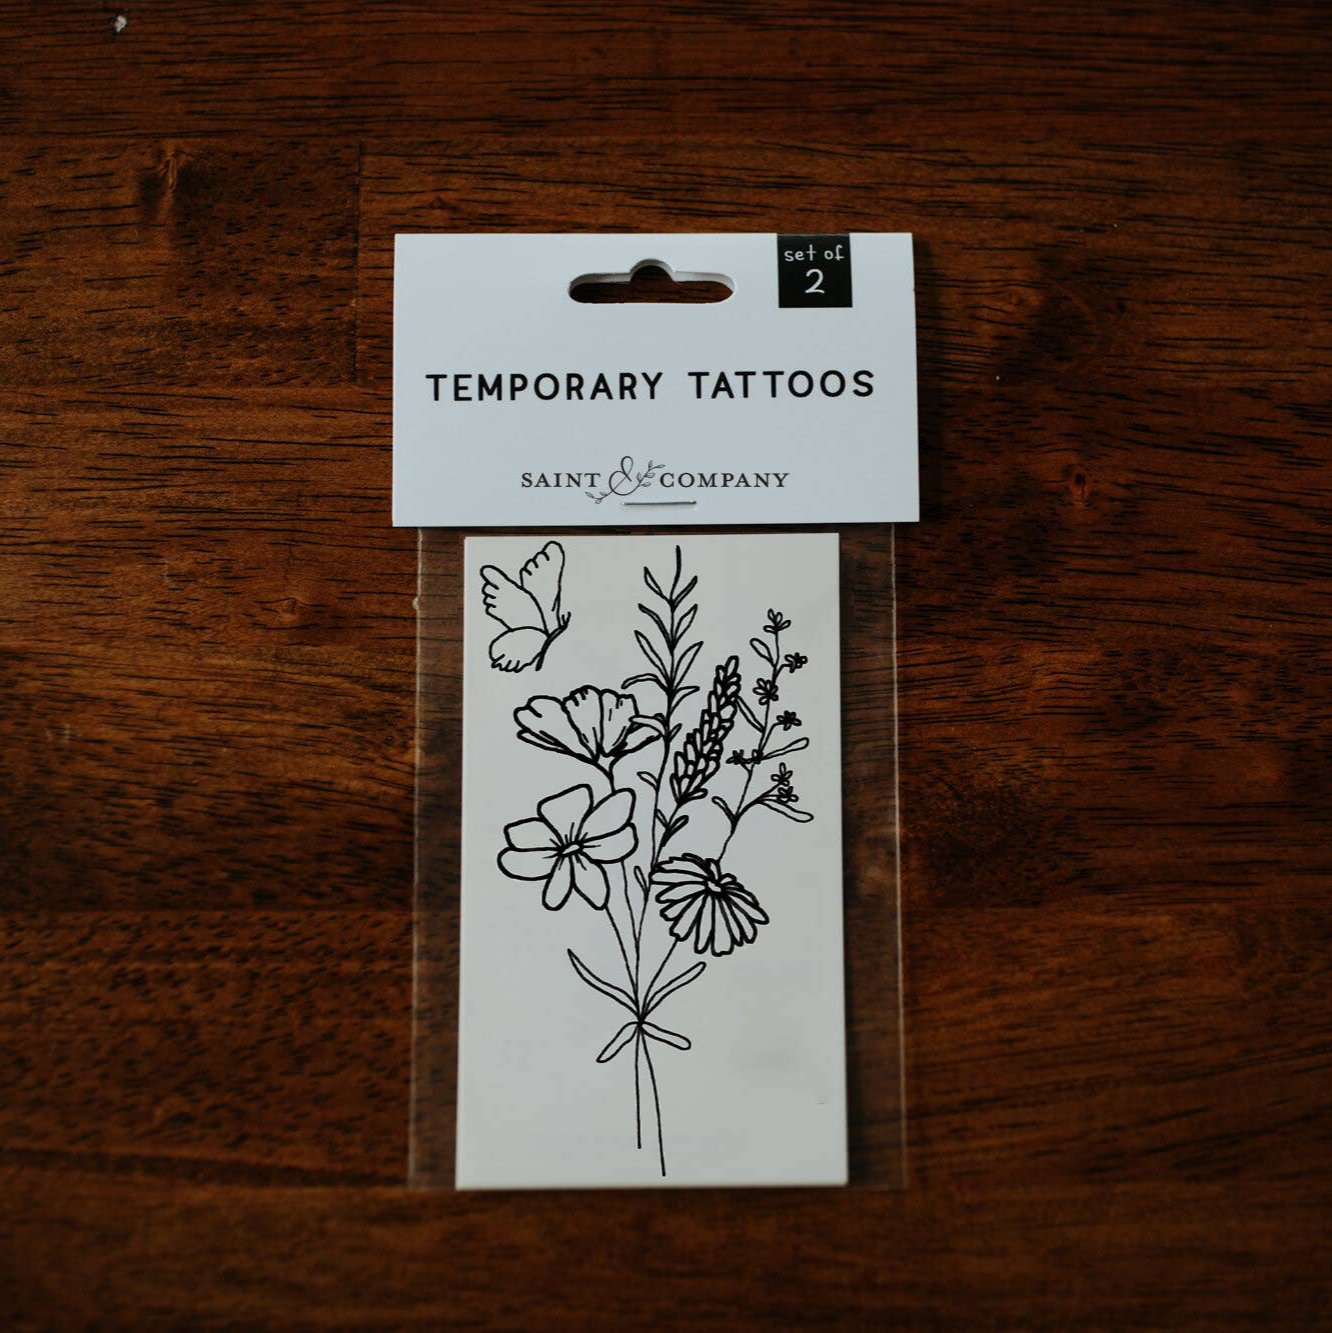 set of
2
TEMPORARY TATTOOS
SAINT & COMPANY